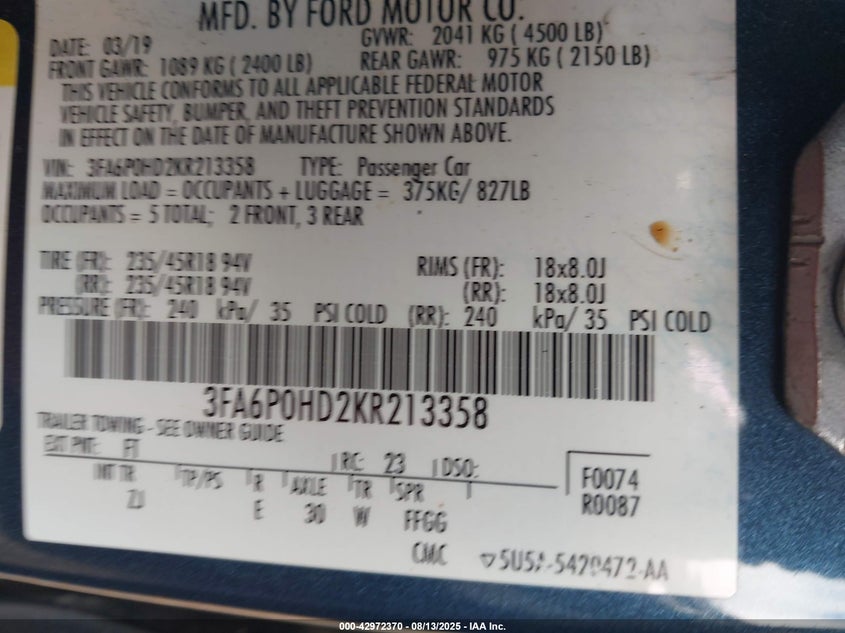 MFD. BY FORD MOTOR CO.
DATE: 03/19 GVWR: 2041 KG ( 4500 LB)
FRONT GAWR: 1089 KG ( 2400 LB) REAR GAWR: 975 KG ( 2150 LB)
THIS VEHICLE CONFORMS TO ALL APPLICABLE FEDERAL MOTOR
VEHICLE SAFETY, BUMPER, AND THEFT PREVENTION STANDARDS
IN EFFECT ON THE DATE OF MANUFACTURE SHOWN ABOVE.
VIN: 3FA6P0HD2KR213358 TYPE: Passenger Car
MAXIMUM LOAD = OCCUPANTS + LUGGAGE = 375KG/ 827LB
OCCUPANTS = 5 TOTAL; 2 FRONT, 3 REAR
TIRE (FR): 235/45R18 94V RIMS (FR): 18x8.0J
(RR): 235/45R18 94V (RR): 18x8.0J
PRESSURE (FR): 240 kPa/ 35 PSI COLD (RR): 240 kPa/ 35 PSI COLD
3FA6P0HD2KR213358
TRAILER TOWING - SEE OWNER GUIDE
EXT PNT: FT RC: 23 DSO:
INT TR TP/PS R AXLE TR SPR
ZJ E 30 W FFGG
F0074
R0087
CMC
000-42972370 - 08/13/2025 - IAA Inc.